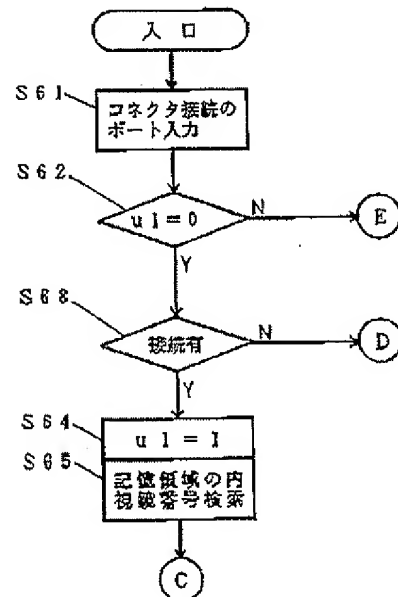 入口
S61
コネクタ接続の
ポート入力
S62
u1=0
N
E
Y
S63
接続有
N
D
Y
S64
u1=1
S65
記憶領域の内
視鏡番号検索
C